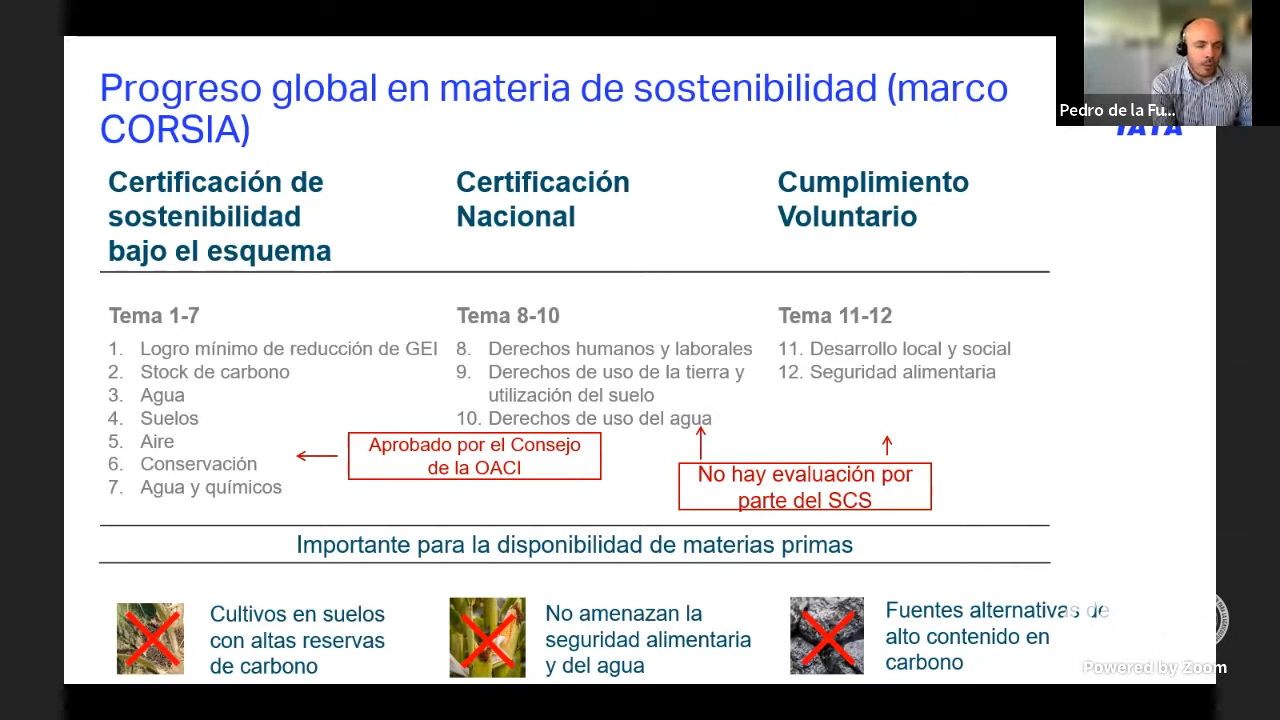 Progreso global en materia de sostenibilidad (marco
CORSIA)
Pedro de la Fu...
Certificación de
sostenibilidad
bajo el esquema
Certificación
Nacional
Cumplimiento
Voluntario
Tema 1-7
1. Logro mínimo de reducción de GEI
2. Stock de carbono
3. Agua
4. Suelos
5. Aire
6. Conservación
7. Agua y químicos
Aprobado por el Consejo
de la OACI
Tema 8-10
8. Derechos humanos y laborales
9. Derechos de uso de la tierra y
utilización del suelo
10. Derechos de uso del agua
Tema 11-12
11. Desarrollo local y social
12. Seguridad alimentaria
No hay evaluación por
parte del SCS
Importante para la disponibilidad de materias primas
Cultivos en suelos
con altas reservas
de carbono
No amenazan la
seguridad alimentaria
y del agua
Fuentes alternativas de
alto contenido en
carbono
Powered by Zoom